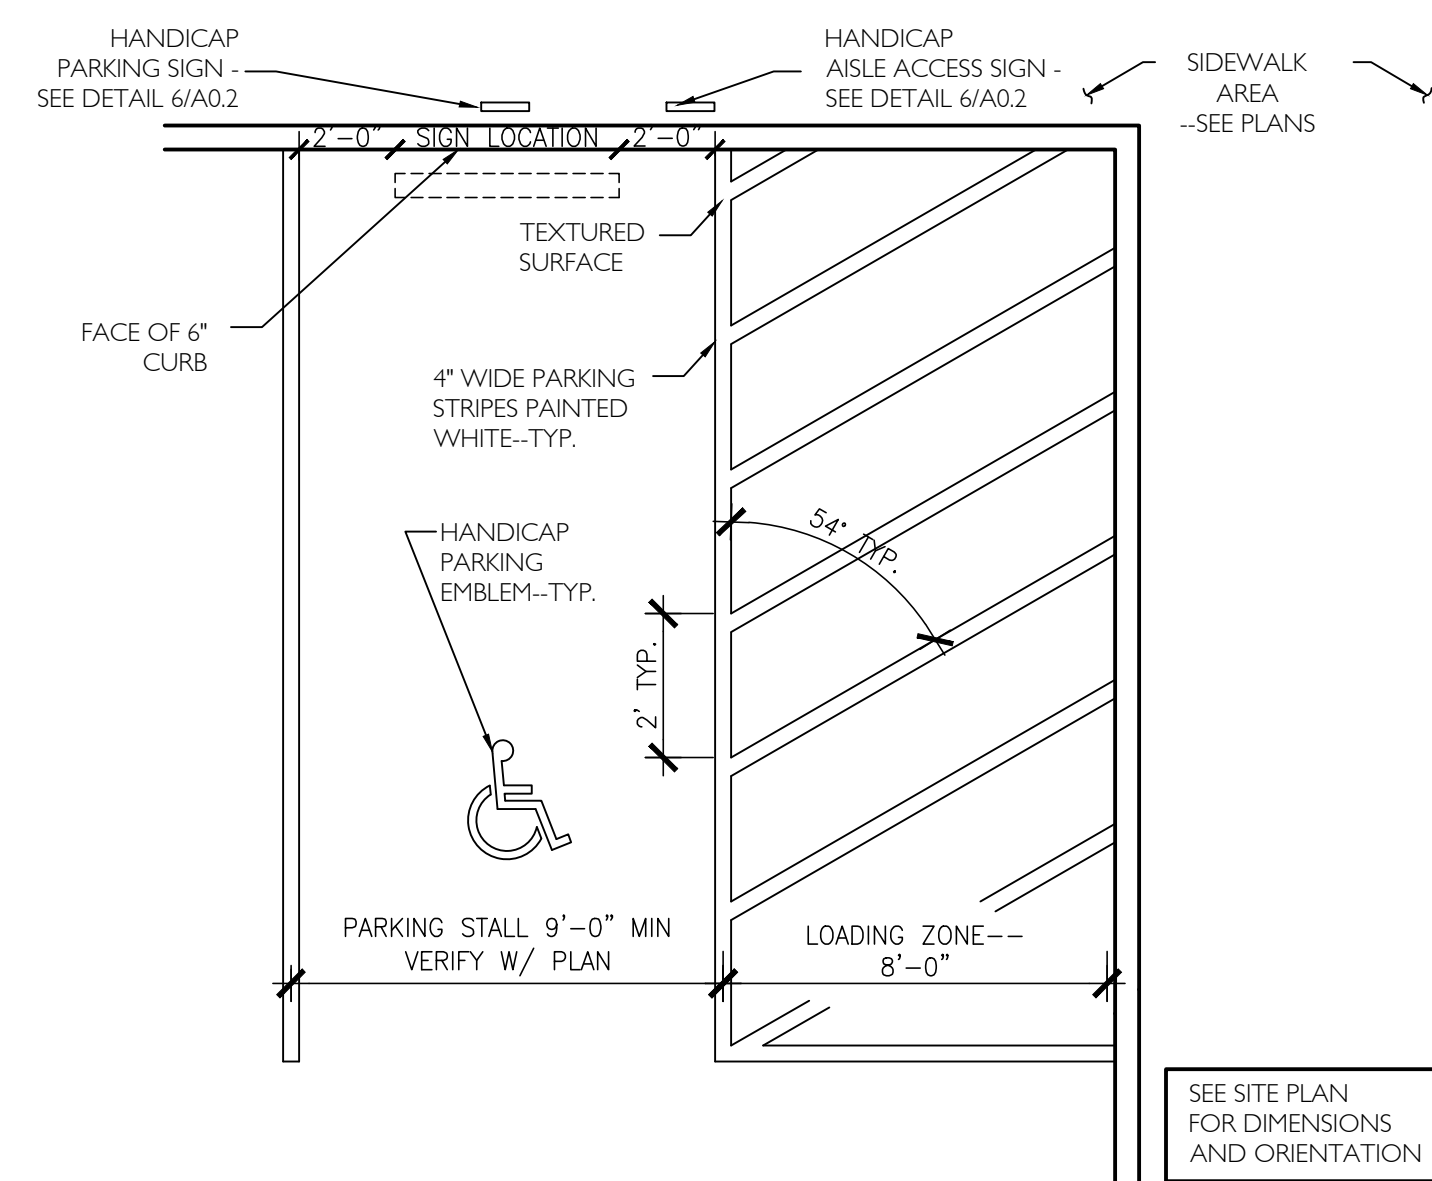 HANDICAP
PARKING SIGN -
SEE DETAIL 6/A0.2
HANDICAP
AISLE ACCESS SIGN -
SEE DETAIL 6/A0.2
SIDEWALK
AREA
--SEE PLANS
2'-0" SIGN LOCATION 2'-0"
TEXTURED
SURFACE
FACE OF 6"
CURB
4" WIDE PARKING
STRIPES PAINTED
WHITE--TYP.
54° TYP.
HANDICAP
PARKING
EMBLEM--TYP.
2' TYP.
PARKING STALL 9'-0" MIN
VERIFY W/ PLAN
LOADING ZONE--
8'-0"
SEE SITE PLAN
FOR DIMENSIONS
AND ORIENTATION